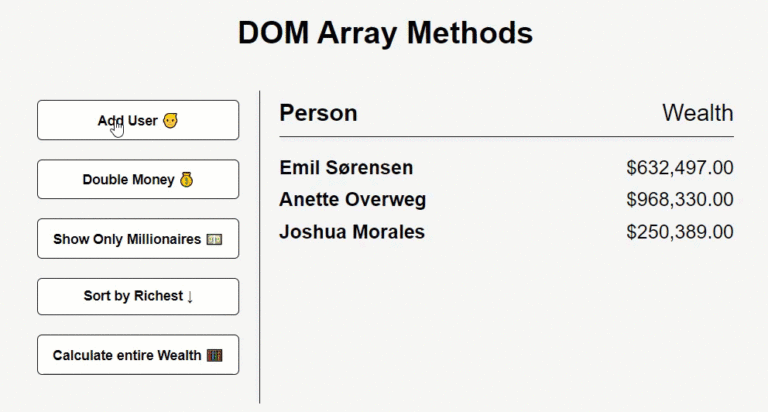 DOM Array Methods
Add User 👨‍🦲
Double Money 💰
Show Only Millionaires 💵
Sort by Richest ↓
Calculate entire Wealth 🧮
Person Wealth
Emil Sørensen $632,497.00
Anette Overweg $968,330.00
Joshua Morales $250,389.00